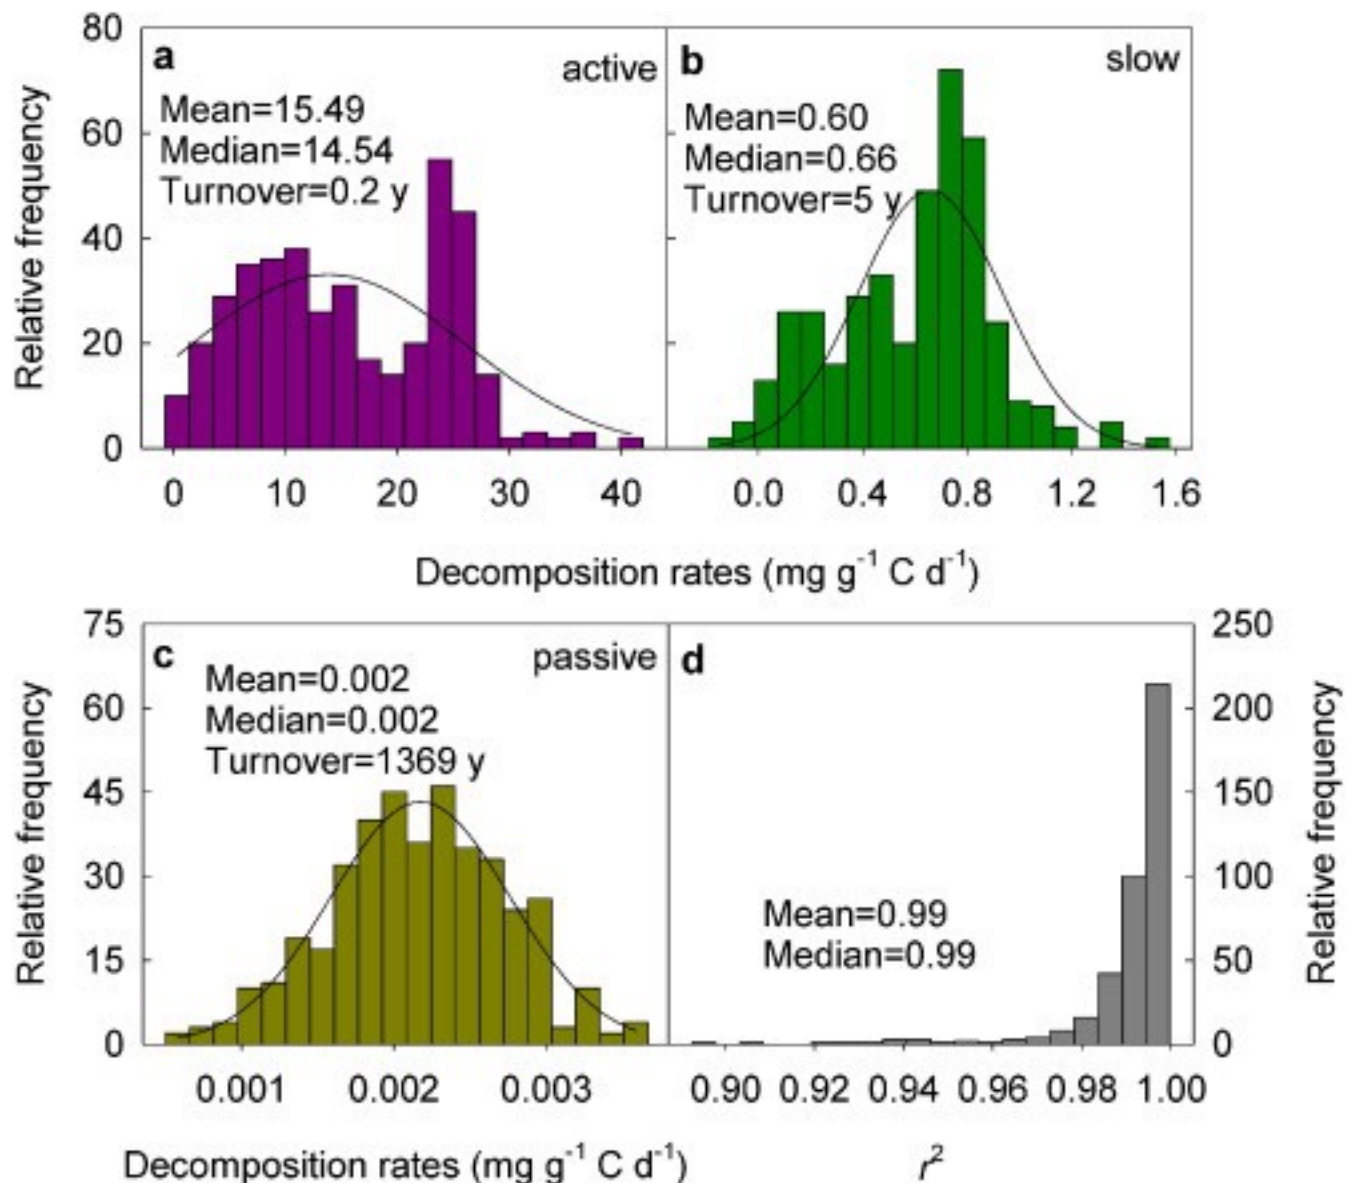 80
a
active
b
slow
Mean=15.49
Median=14.54
Turnover=0.2 y
Mean=0.60
Median=0.66
Turnover=5 y
Relative frequency
60
40
20
0
0 10 20 30 40
0.0 0.4 0.8 1.2 1.6
Decomposition rates (mg g⁻¹ C d⁻¹)
75
c
passive
d
250
Mean=0.002
Median=0.002
Turnover=1369 y
Mean=0.99
Median=0.99
Relative frequency
60
45
30
15
0
200
150
100
50
0
Relative frequency
0.001 0.002 0.003
0.90 0.92 0.94 0.96 0.98 1.00
Decomposition rates (mg g⁻¹ C d⁻¹)
r²